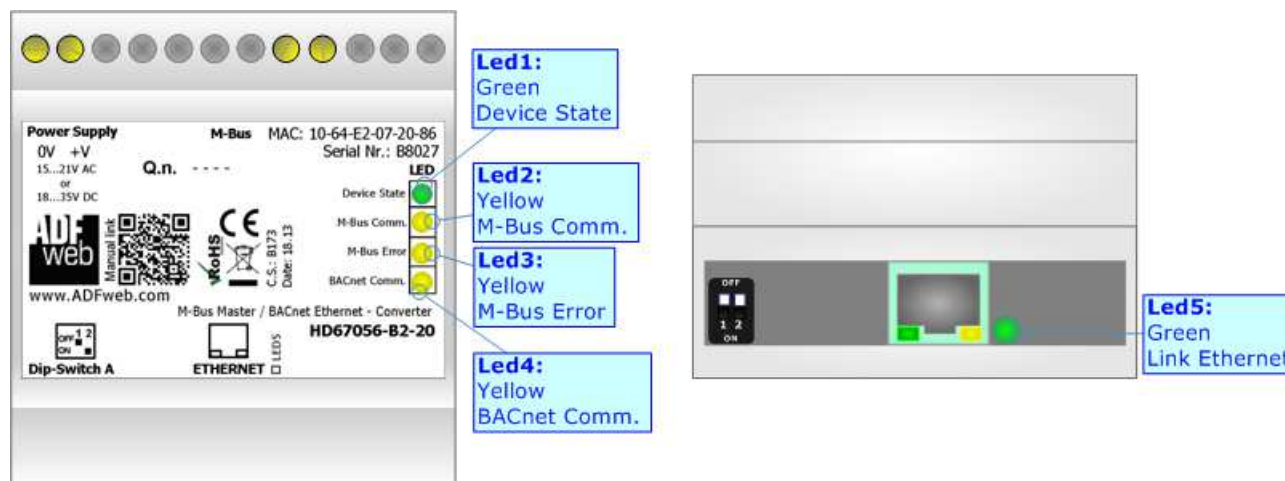 Power Supply
M-Bus
MAC: 10-64-E2-07-20-86
0V +V
Serial Nr.: B8027
15...21V AC
or
18...35V DC
Q.n. - - - -
LED
Device State
M-Bus Comm.
M-Bus Error
BACnet Comm.
ADF
web
Manual link
RoHS
CE
C.S.: B173
Date: 18-13
www.ADFweb.com
M-Bus Master / BACnet Ethernet - Converter
HD67056-B2-20
OFF 1 2
ON
Dip-Switch A
ETHERNET
LED5
Led1:
Green
Device State
Led2:
Yellow
M-Bus Comm.
Led3:
Yellow
M-Bus Error
Led4:
Yellow
BACnet Comm.
OFF
1 2
ON
Led5:
Green
Link Ethernet